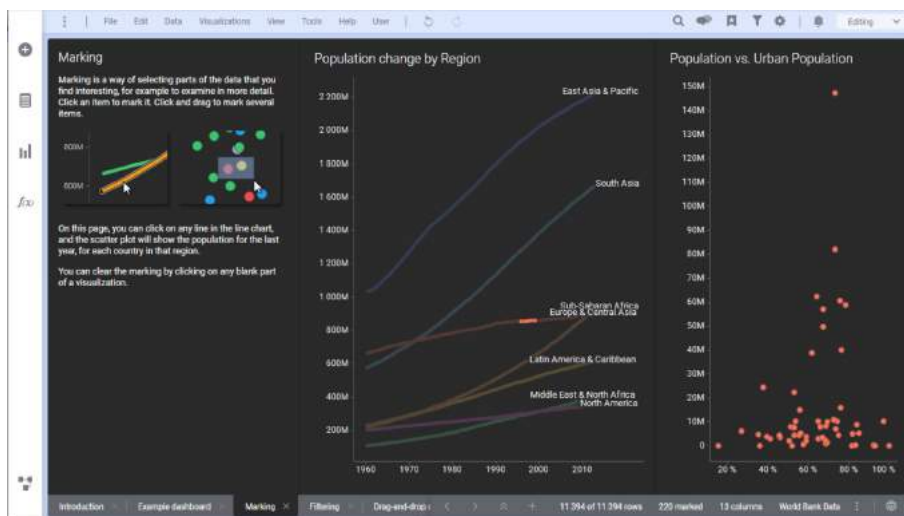 File Edit Data Visualizations View Tools Help User Editing
Marking
Marking is a way of selecting parts of the data that you
find interesting, for example to examine in more detail.
Click an item to mark it. Click and drag to mark several
items.
800M
600M
On this page, you can click on any line in the line chart,
and the scatter plot will show the population for the last
year, for each country in that region.
You can clear the marking by clicking on any blank part
of a visualization.
f(x)
Population change by Region
2 200M
2 000M
1 800M
1 600M
1 400M
1 200M
1 000M
800M
600M
400M
200M
East Asia & Pacific
South Asia
Sub-Saharan Africa
Europe & Central Asia
Latin America & Caribbean
Middle East & North Africa
North America
1960 1970 1980 1990 2000 2010
Population vs. Urban Population
150M
140M
130M
120M
110M
100M
90M
80M
70M
60M
50M
40M
30M
20M
10M
0
20 % 40 % 60 % 80 % 100 %
Introduction Example dashboard Marking Filtering Drag-and-drop 11 394 of 11 394 rows 220 marked 13 columns World Bank Data